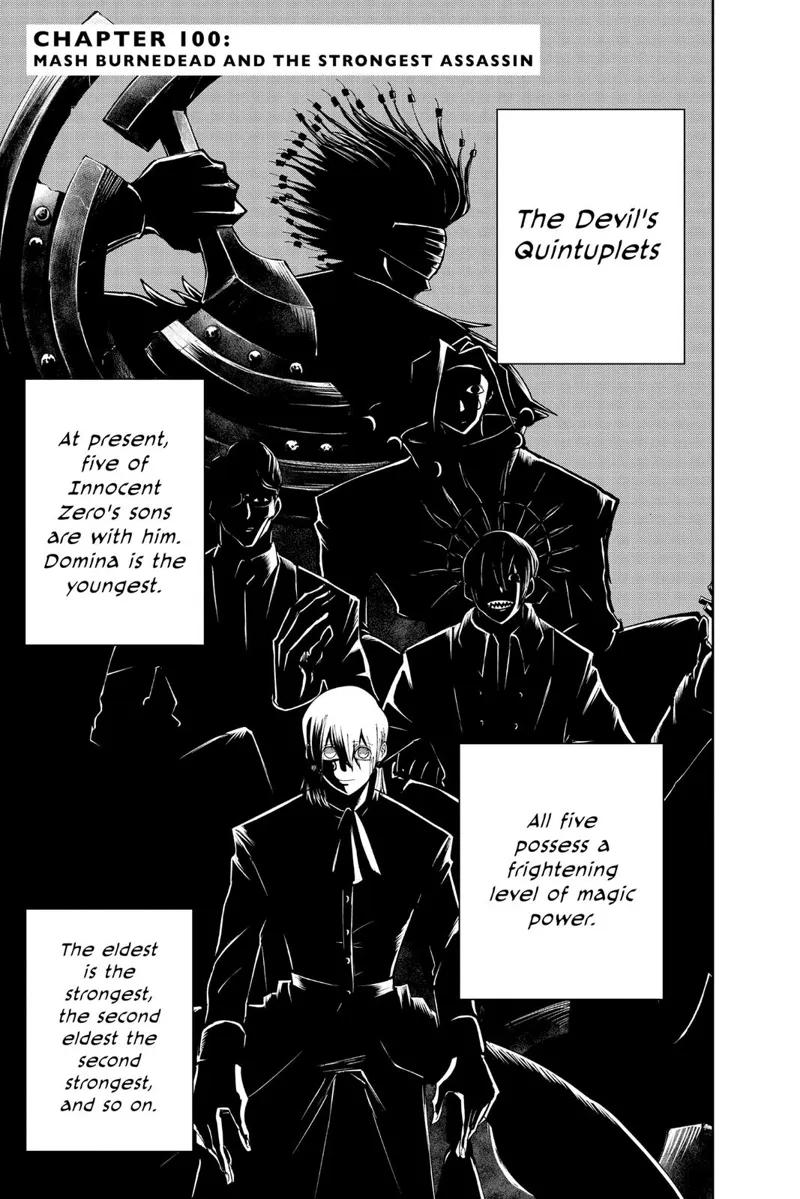 CHAPTER 100:
MASH BURNEDEAD AND THE STRONGEST ASSASSIN
The Devil's
Quintuplets
At present,
five of
Innocent
Zero's sons
are with him.
Domina is the
youngest.
All five
possess a
frightening
level of magic
power.
The eldest
is the
strongest,
the second
eldest the
second
strongest,
and so on.